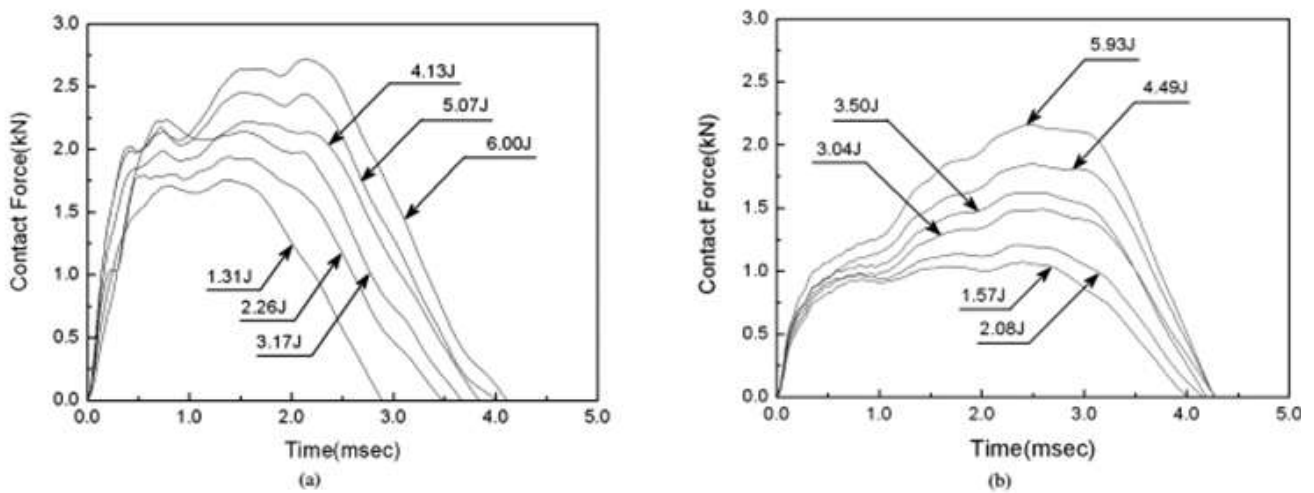 3.0
2.5
2.0
1.5
1.0
0.5
0.0
Contact Force(kN)
4.13J
5.07J
6.00J
1.31J
2.26J
3.17J
0.0 1.0 2.0 3.0 4.0 5.0
Time(msec)
(a)
3.0
2.5
2.0
1.5
1.0
0.5
0.0
Contact Force(kN)
5.93J
4.49J
3.50J
3.04J
1.57J
2.08J
0.0 1.0 2.0 3.0 4.0 5.0
Time(msec)
(b)